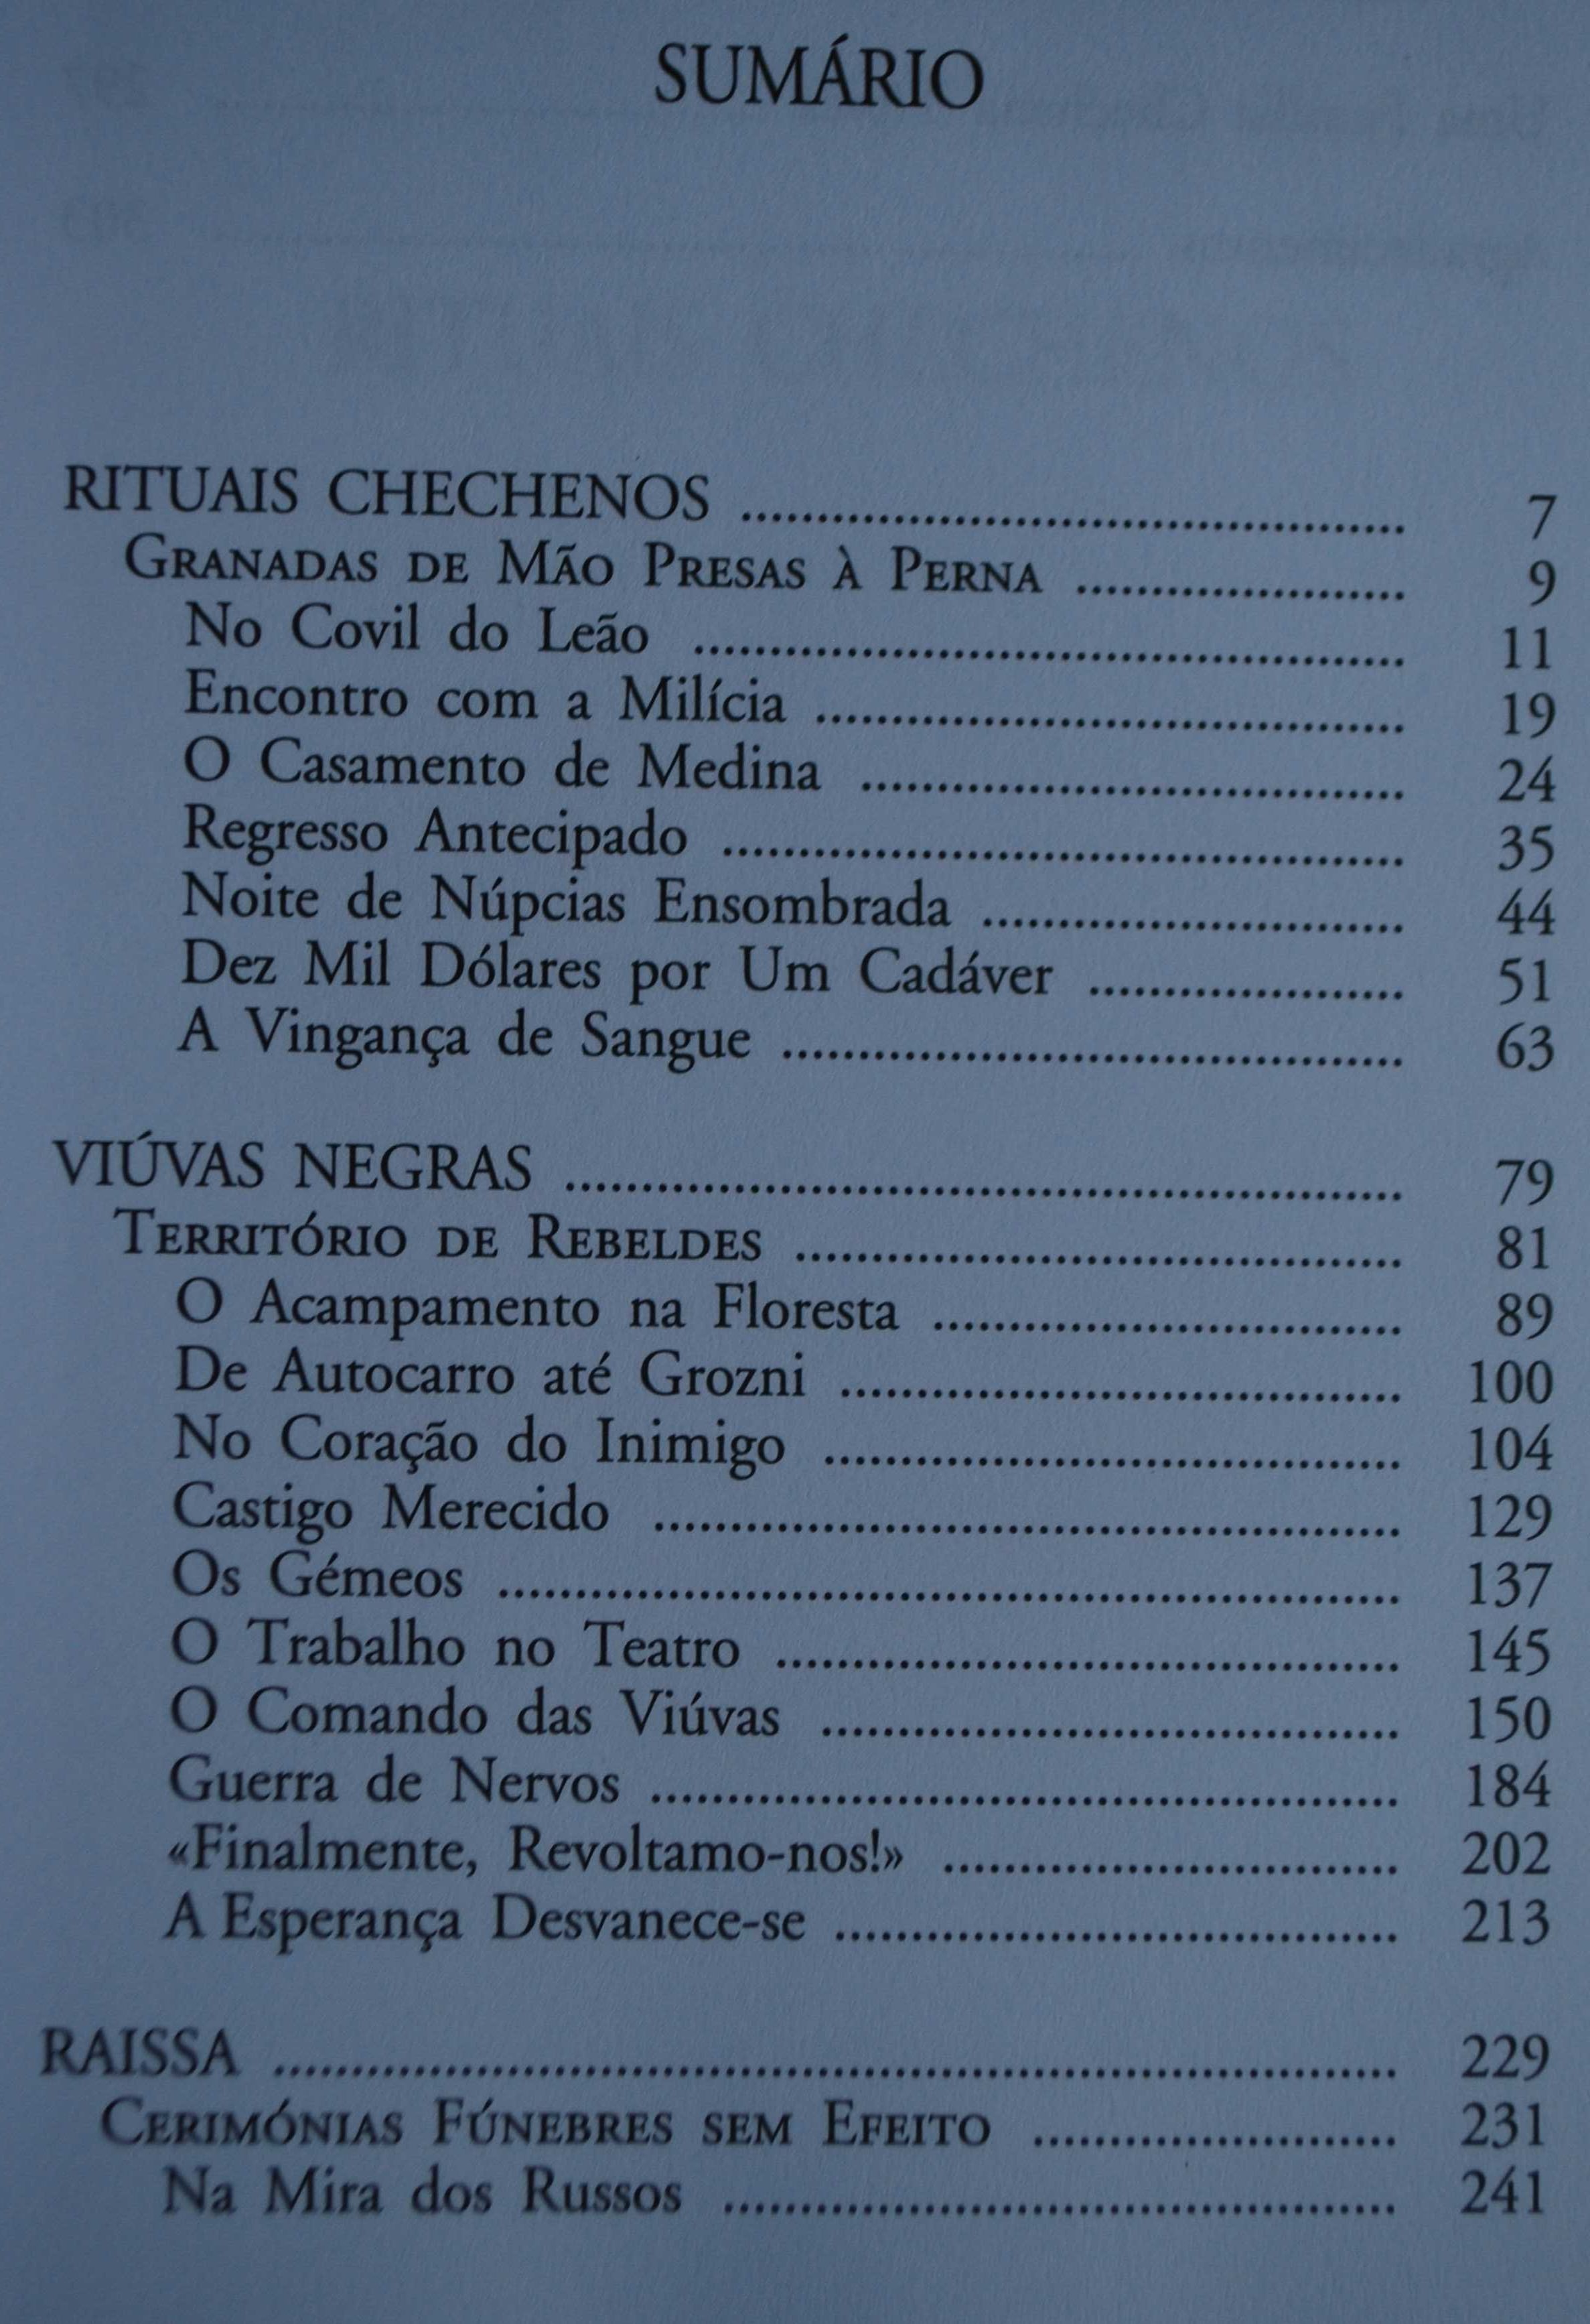 SUMÁRIO
RITUAIS CHECHENOS ............................................ 7
GRANADAS DE MÃO PRESAS À PERNA ...................... 9
No Covil do Leão ............................................... 11
Encontro com a Milícia ....................................... 19
O Casamento de Medina .................................... 24
Regresso Antecipado ............................................. 35
Noite de Núpcias Ensombrada ............................ 44
Dez Mil Dólares por Um Cadáver ..................... 51
A Vingança de Sangue ......................................... 63
VIÚVAS NEGRAS ....................................................... 79
TERRITÓRIO DE REBELDES ........................................ 81
O Acampamento na Floresta ............................... 89
De Autocarro até Grozni ..................................... 100
No Coração do Inimigo ...................................... 104
Castigo Merecido ................................................. 129
Os Gémeos ............................................................ 137
O Trabalho no Teatro ......................................... 145
O Comando das Viúvas ...................................... 150
Guerra de Nervos ................................................. 184
«Finalmente, Revoltamo-nos!» .............................. 202
A Esperança Desvanece-se ..................................... 213
RAISSA .......................................................................... 229
CERIMÓNIAS FÚNEBRES SEM EFEITO ........................ 231
Na Mira dos Russos ............................................ 241